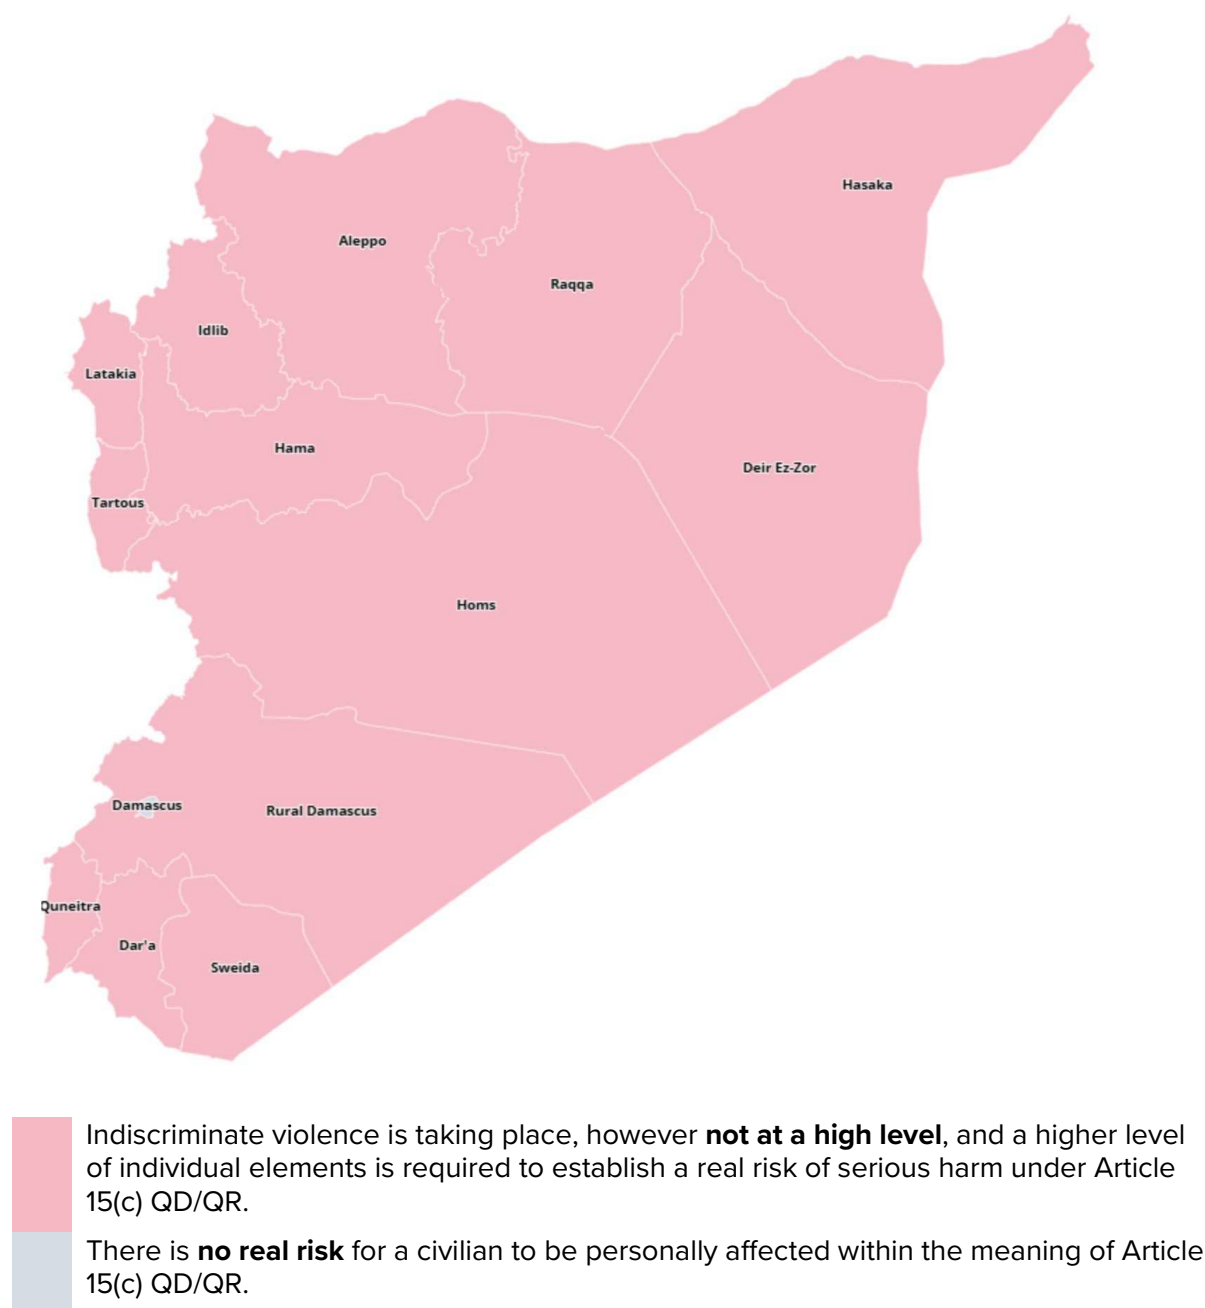 Hasaka
Aleppo
Raqqa
Idlib
Latakia
Hama
Deir Ez-Zor
Tartous
Homs
Damascus
Rural Damascus
Quneitra
Dar'a
Sweida
Indiscriminate violence is taking place, however not at a high level, and a higher level
of individual elements is required to establish a real risk of serious harm under Article
15(c) QD/QR.
There is no real risk for a civilian to be personally affected within the meaning of Article
15(c) QD/QR.